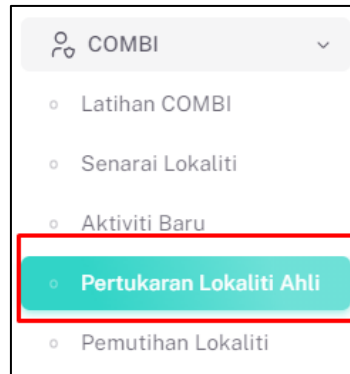 COMBI
Latihan COMBI
Senarai Lokaliti
Aktiviti Baru
Pertukaran Lokaliti Ahli
Pemutihan Lokaliti